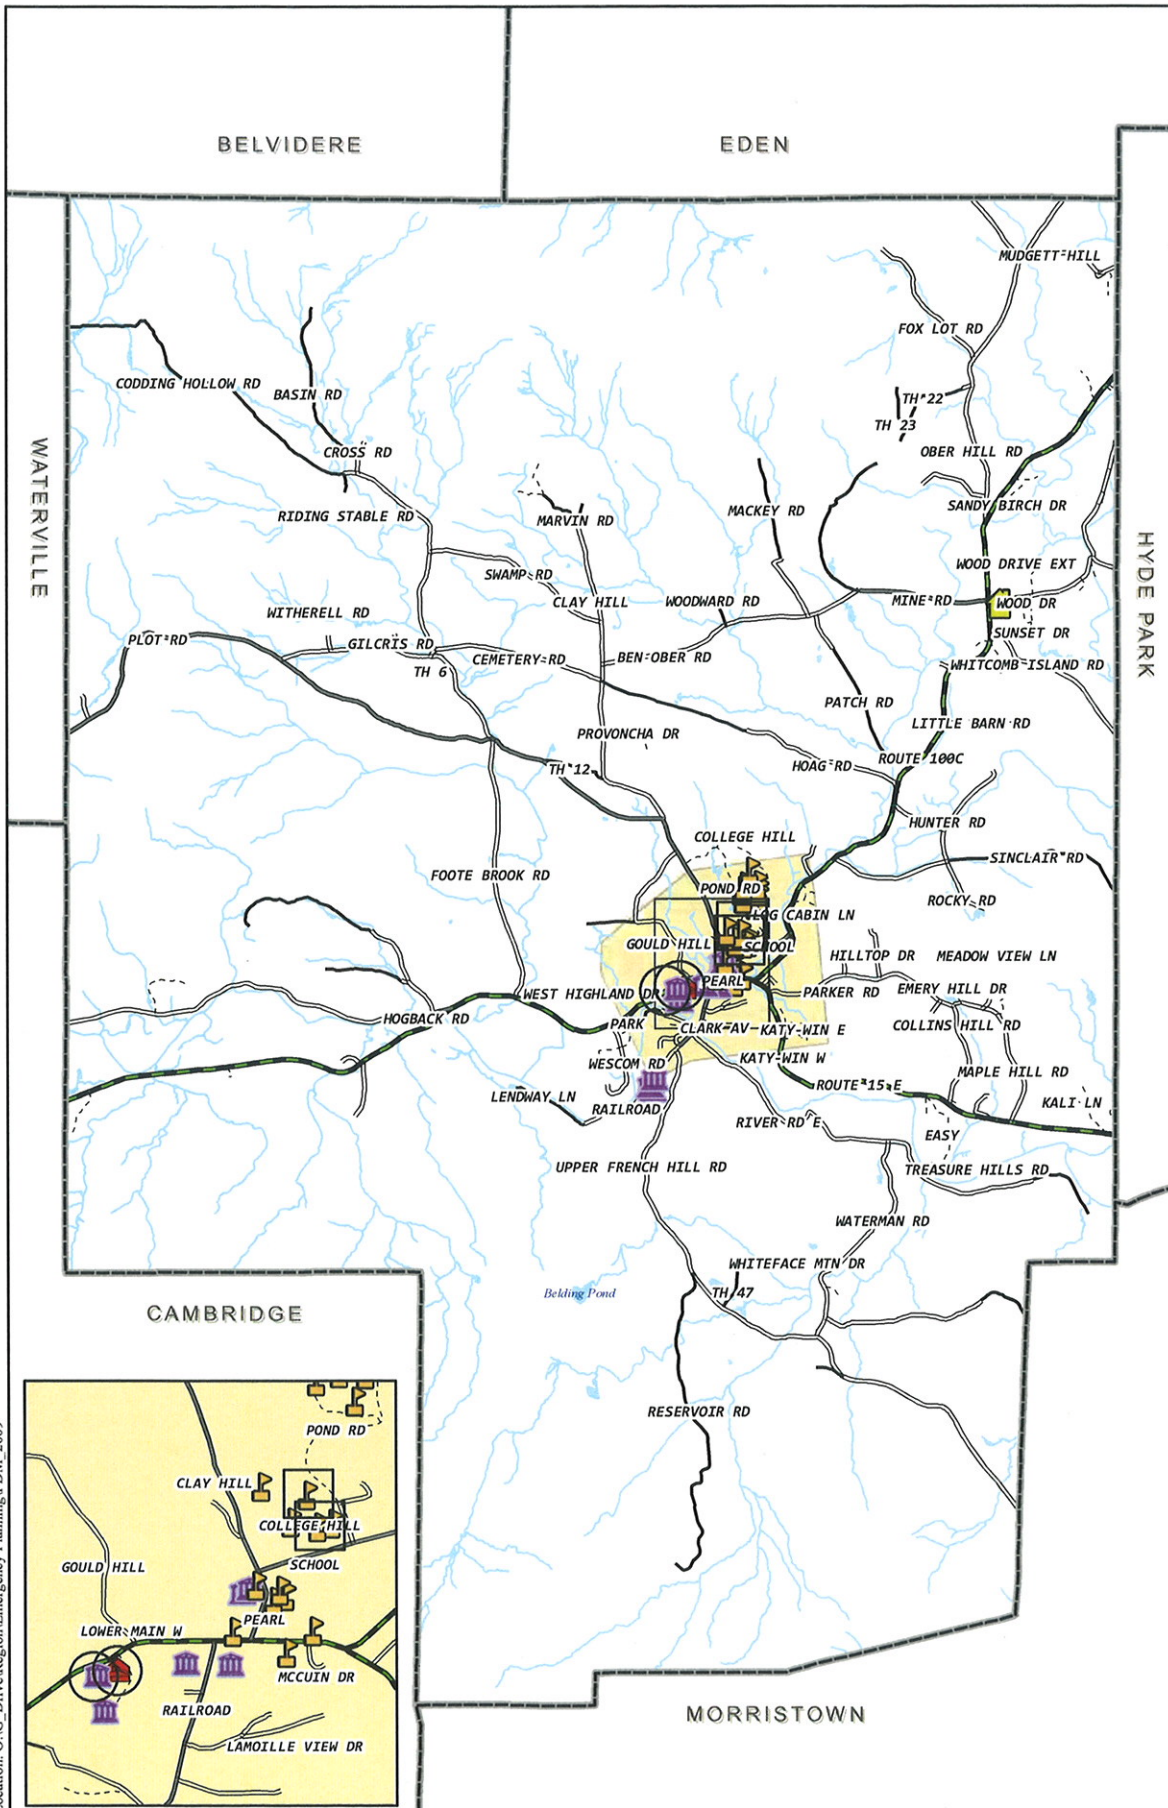 BELVIDERE
EDEN
MUDGETT HILL
FOX LOT RD
CODDING HOLLOW RD
BASIN RD
TH 22
TH 23
CROSS RD
OBER HILL RD
WATERVILLE
RIDING STABLE RD
MARVIN RD
MACKEY RD
SANDY BIRCH DR
HYDE PARK
WOOD DRIVE EXT
SWAMP RD
CLAY HILL
WOODWARD RD
MINE RD
WOOD DR
WITHERELL RD
SUNSET DR
PLOT RD
GILCRIS RD
CEMETERY RD
BEN OBER RD
WHITCOMB ISLAND RD
TH 6
PATCH RD
LITTLE BARN RD
PROVONCHA DR
HOAG RD
ROUTE 100C
TH 12
HUNTER RD
COLLEGE HILL
SINCLAIR RD
FOOTE BROOK RD
POND RD
ROCKY RD
LOG CABIN LN
GOULD HILL
SCHOOL
HILLTOP DR
MEADOW VIEW LN
PEARL
WEST HIGHLAND DR
PARKER RD
EMERY HILL DR
HOGBACK RD
PARK
CLARK AV
KATY-WIN E
COLLINS HILL RD
WESCOM RD
KATY-WIN W
MAPLE HILL RD
ROUTE 15 E
LENDWAY LN
RAILROAD
KALI LN
RIVER RD E
EASY
UPPER FRENCH HILL RD
TREASURE HILLS RD
WATERMAN RD
WHITEFACE MTN DR
Belding Pond
TH 47
CAMBRIDGE
RESERVOIR RD
POND RD
CLAY HILL
COLLEGE HILL
GOULD HILL
SCHOOL
PEARL
LOWER MAIN W
MCCUIN DR
RAILROAD
LAMOILLE VIEW DR
MORRISTOWN